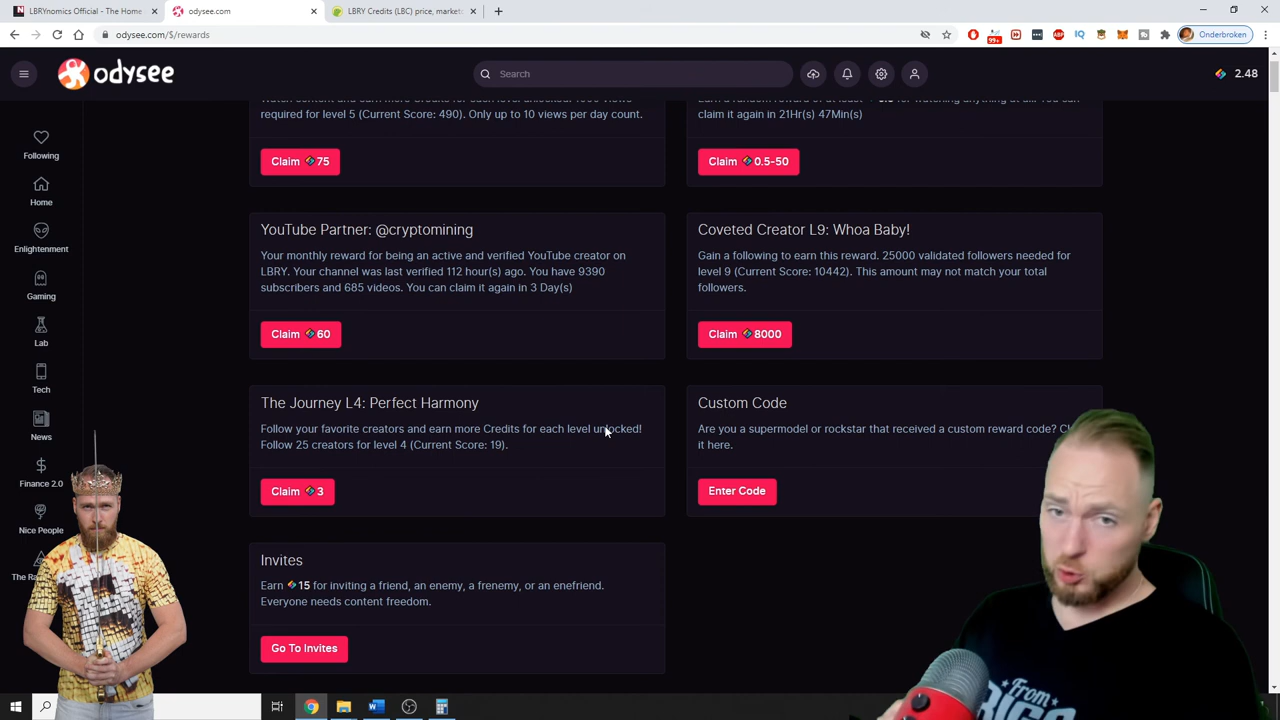 LBRYnomics Official - The Home
odysee.com
LBRY Credits (LBC) price, market
odysee.com/$/rewards
99+
IQ
ABP
Onderbroken
odysee
Search
2.48
required for level 5 (Current Score: 490). Only up to 10 views per day count.
claim it again in 21Hr(s) 47Min(s)
Claim 75
Claim 0.5-50
Following
Home
Enlightenment
Gaming
Lab
Tech
News
Finance 2.0
Nice People
The Ra
YouTube Partner: @cryptomining
Your monthly reward for being an active and verified YouTube creator on
LBRY. Your channel was last verified 112 hour(s) ago. You have 9390
subscribers and 685 videos. You can claim it again in 3 Day(s)
Claim 60
Coveted Creator L9: Whoa Baby!
Gain a following to earn this reward. 25000 validated followers needed for
level 9 (Current Score: 10442). This amount may not match your total
followers.
Claim 8000
The Journey L4: Perfect Harmony
Follow your favorite creators and earn more Credits for each level unlocked!
Follow 25 creators for level 4 (Current Score: 19).
Claim 3
Custom Code
Are you a supermodel or rockstar that received a custom reward code?
it here.
Enter Code
Invites
Earn 15 for inviting a friend, an enemy, a frenemy, or an enefriend.
Everyone needs content freedom.
Go To Invites
From